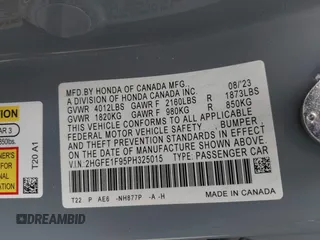 MFD.BY HONDA OF CANADA MFG., 08/'23
A DIVISION OF HONDA CANADA INC.
GVWR 4012LBS GAWR F 2160LBS R 1873LBS
GVWR 1820KG GAWR F 980KG R 850KG
THIS VEHICLE CONFORMS TO ALL APPLICABLE
FEDERAL MOTOR VEHICLE SAFETY, BUMPER,
AND THEFT PREVENTION STANDARDS IN EFFECT
ON THE DATE OF MANUFACTURE SHOWN ABOVE.
V.I.N:2HGFE1F95PH325015 TYPE:PASSENGER CAR
T22 P AE6 -NH877P -A -H
MADE IN CANADA
AR 3
850lbs.
T20 A1
DREAMBID